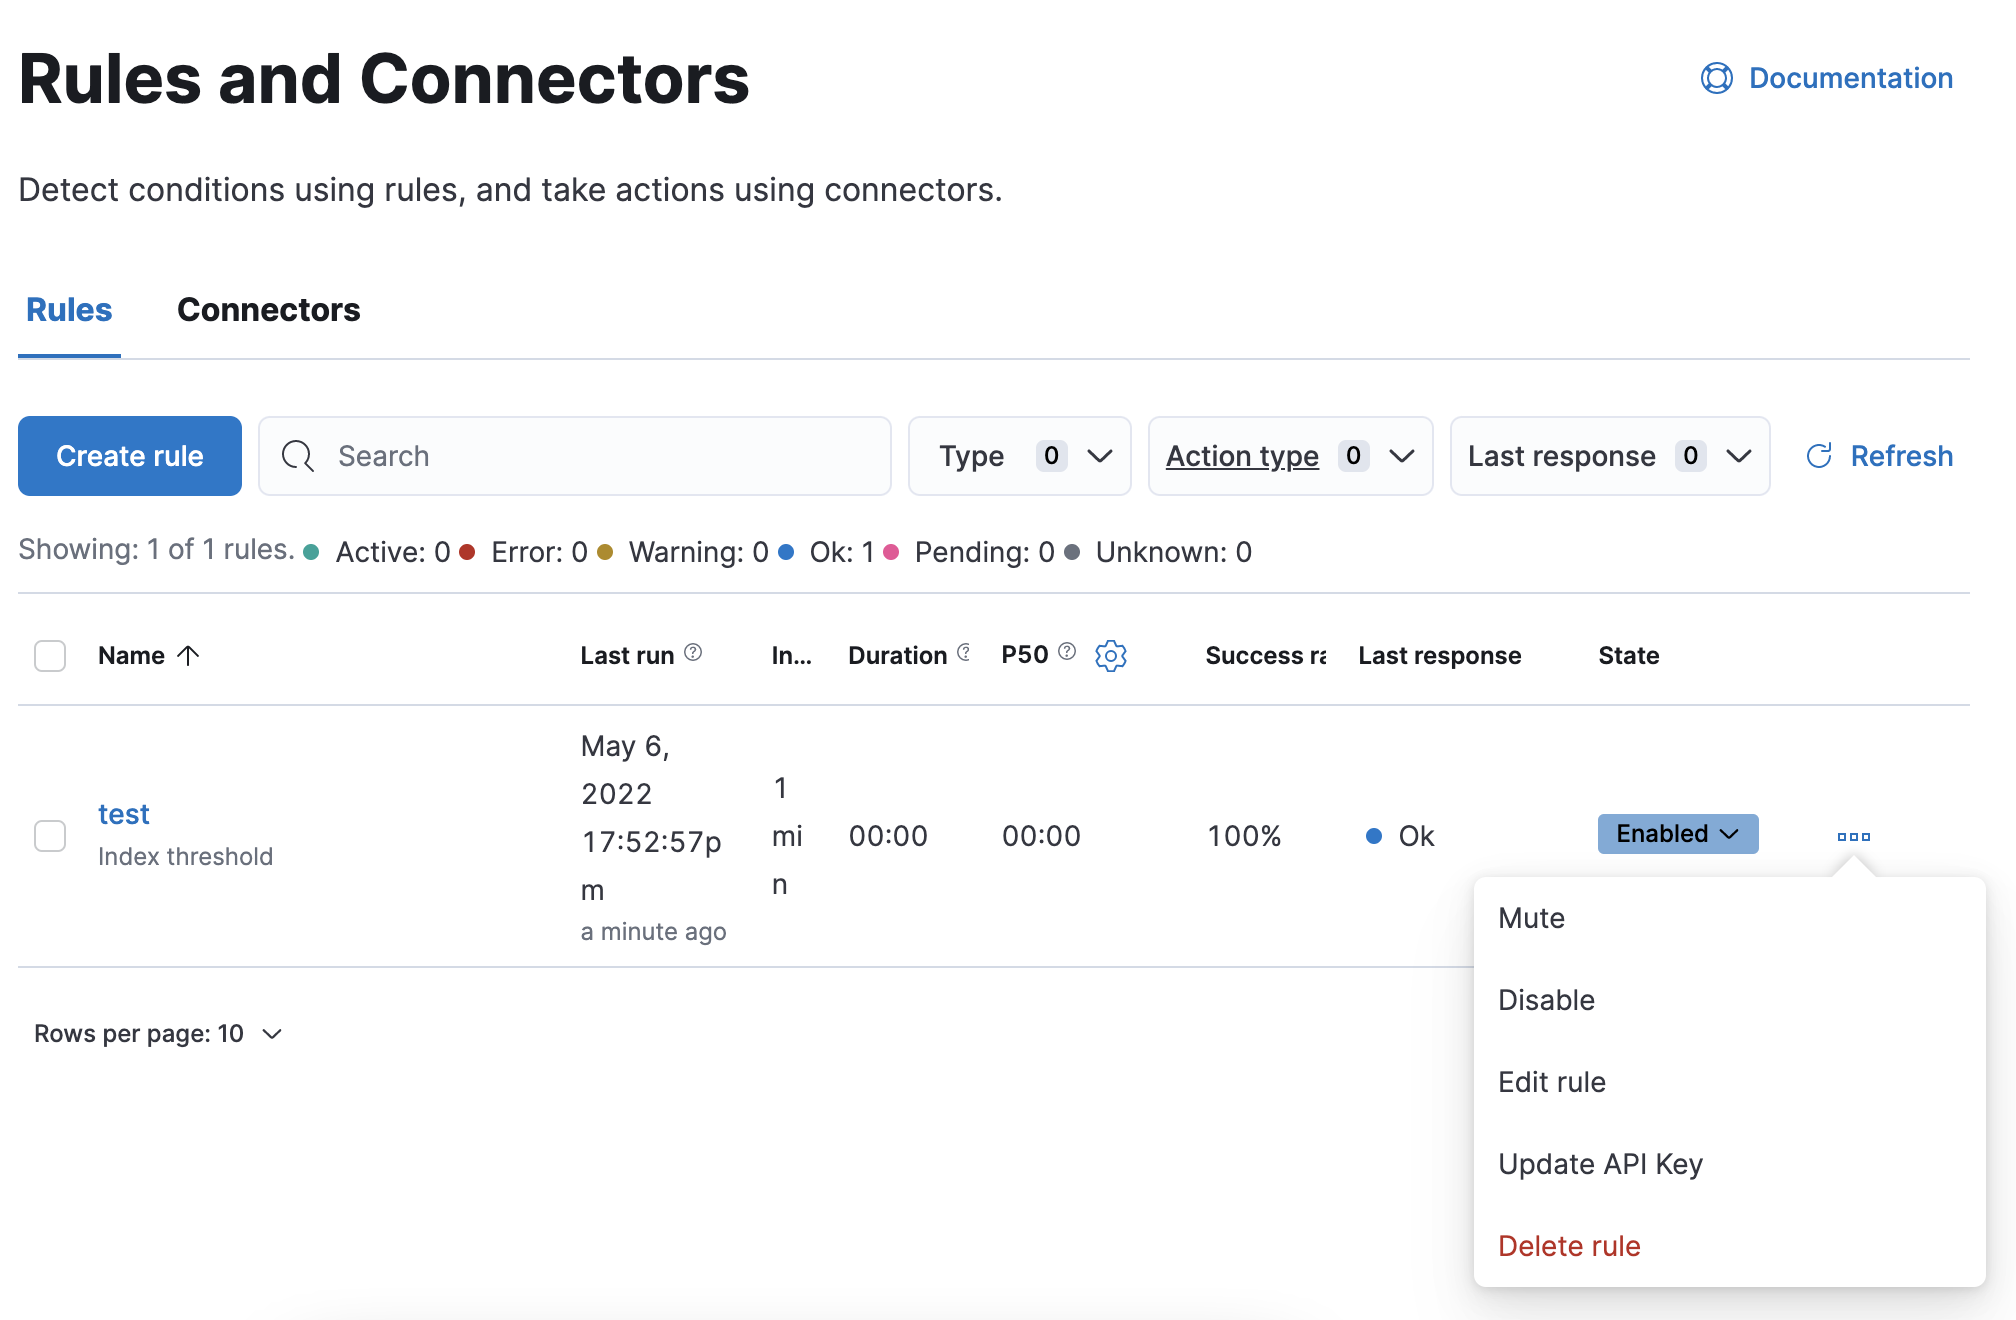 Rules and Connectors
Documentation
Detect conditions using rules, and take actions using connectors.
Rules
Connectors
Create rule
Search
Type 0
Action type 0
Last response 0
Refresh
Showing: 1 of 1 rules. Active: 0 Error: 0 Warning: 0 Ok: 1 Pending: 0 Unknown: 0
Name
Last run
In...
Duration
P50
Success ra
Last response
State
test
Index threshold
May 6,
2022
17:52:57p
m
a minute ago
1
mi
n
00:00
00:00
100%
Ok
Enabled
Mute
Disable
Edit rule
Update API Key
Delete rule
Rows per page: 10